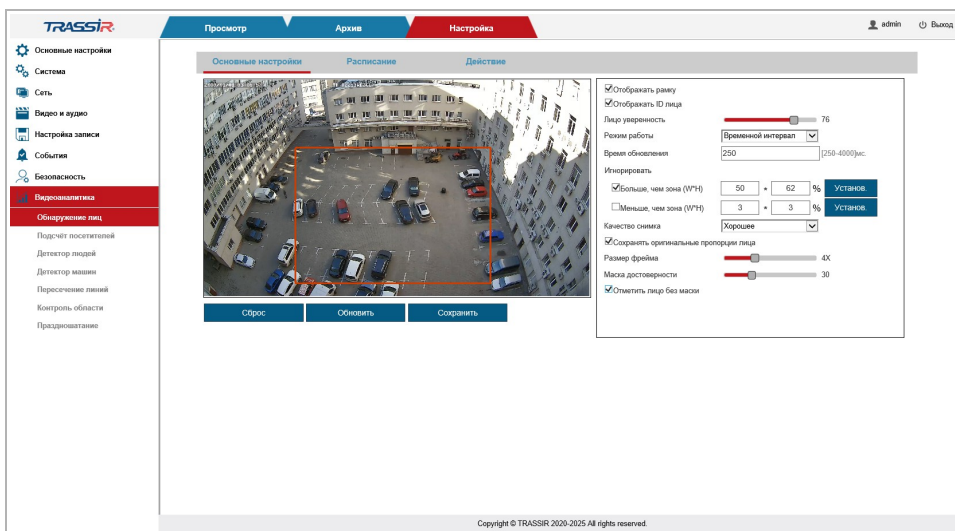 TRASSIR
Просмотр
Архив
Настройка
admin
Выход
Основные настройки
Система
Сеть
Видео и аудио
Настройка записи
События
Безопасность
Видеоаналитика
Обнаружение лиц
Подсчёт посетителей
Детектор людей
Детектор машин
Пересечение линий
Контроль области
Праздношатание
Основные настройки
Расписание
Действие
Сброс
Обновить
Сохранить
Отображать рамку
Отображать ID лица
Лицо уверенность 76
Режим работы Временной интервал
Время обновления 250 [250-4000]мс.
Игнорировать
Больше, чем зона (W*H) 50 * 62 % Установ.
Меньше, чем зона (W*H) 3 * 3 % Установ.
Качество снимка Хорошее
Сохранять оригинальные пропорции лица
Размер фрейма 4X
Маска достоверности 30
Отметить лицо без маски
Copyright © TRASSIR 2020-2025 All rights reserved.